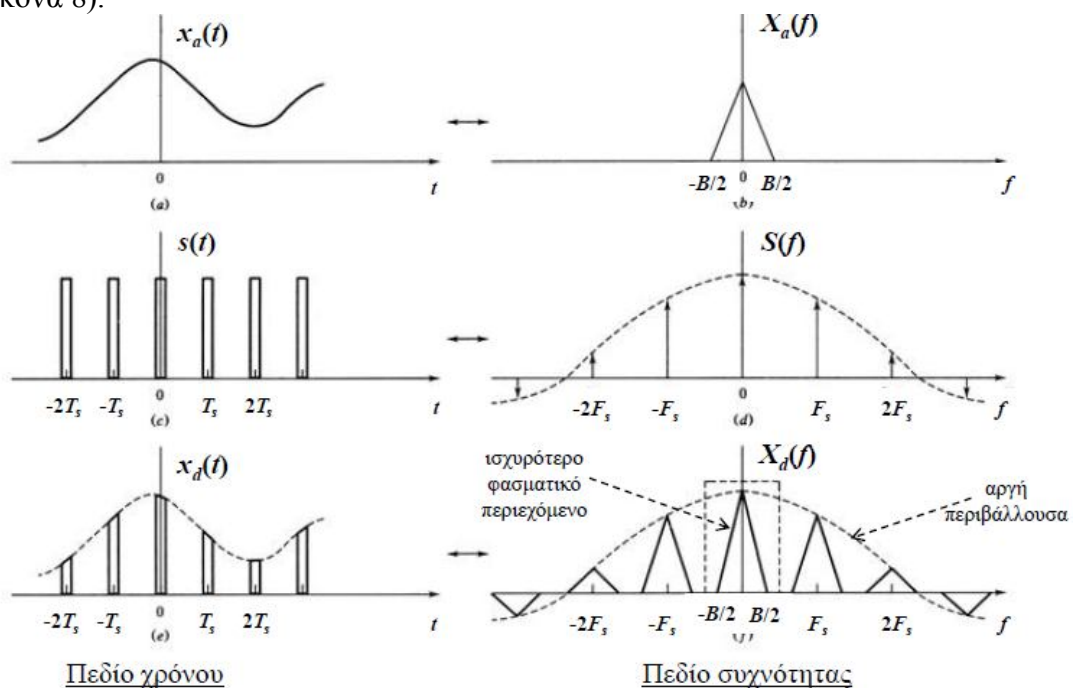 κόνα 8).
x_a(t) X_a(f)
0 t -B/2 0 B/2 f
(a) (b)
s(t) S(f)
-2T_s -T_s 0 T_s 2T_s t -2F_s -F_s 0 F_s 2F_s f
(c) (d)
x_d(t) X_d(f)
ισχυρότερο
φασματικό
περιεχόμενο
αργή
περιβάλλουσα
-2T_s -T_s 0 T_s 2T_s t -2F_s -F_s -B/2 B/2 F_s 2F_s f
(e)
Πεδίο χρόνου Πεδίο συχνότητας